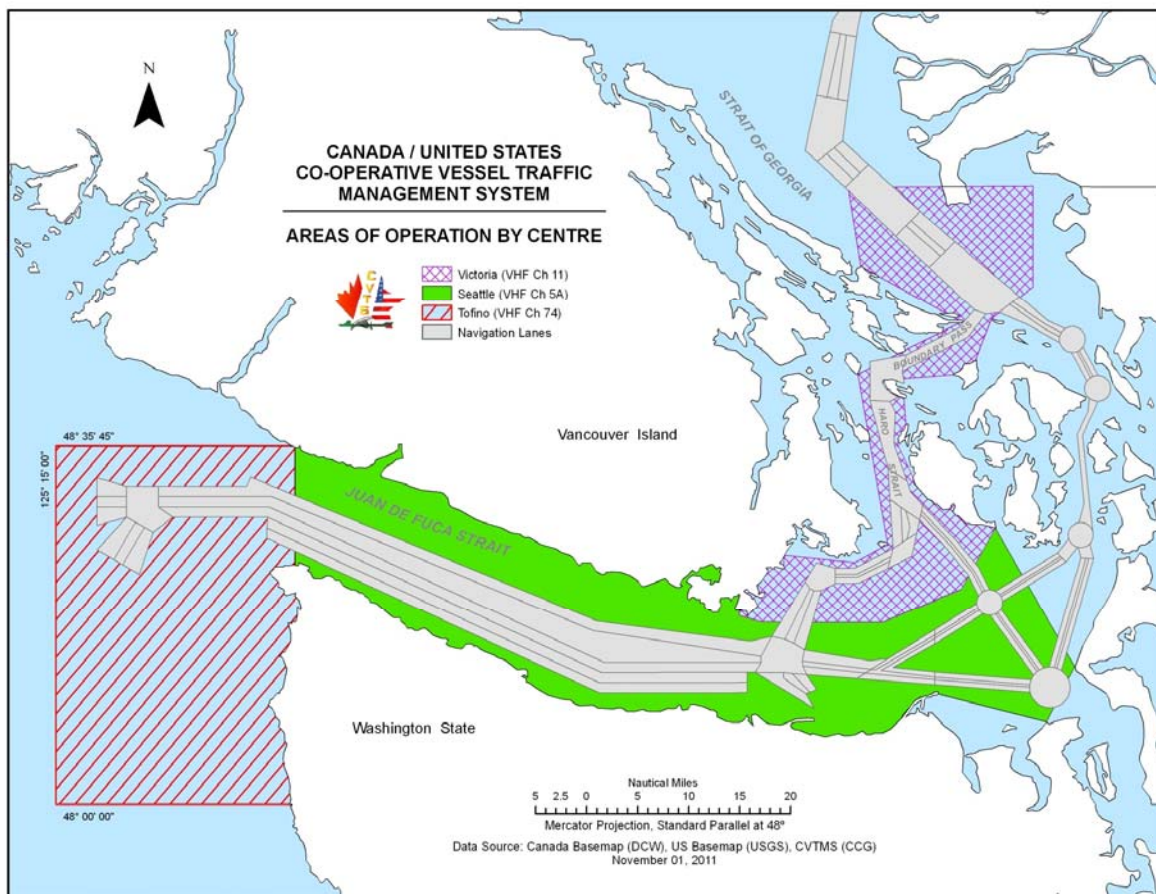 N
CANADA / UNITED STATES
CO-OPERATIVE VESSEL TRAFFIC
MANAGEMENT SYSTEM
AREAS OF OPERATION BY CENTRE
CVTS
Victoria (VHF Ch 11)
Seattle (VHF Ch 5A)
Tofino (VHF Ch 74)
Navigation Lanes
STRAIT OF GEORGIA
BOUNDARY PASS
HARO
STRAIT
Vancouver Island
48° 35' 45"
125° 15' 00"
JUAN DE FUCA STRAIT
Washington State
48° 00' 00"
Nautical Miles
5 2.5 0 5 10 15 20
Mercator Projection, Standard Parallel at 48°
Data Source: Canada Basemap (DCW), US Basemap (USGS), CVTMS (CCG)
November 01, 2011